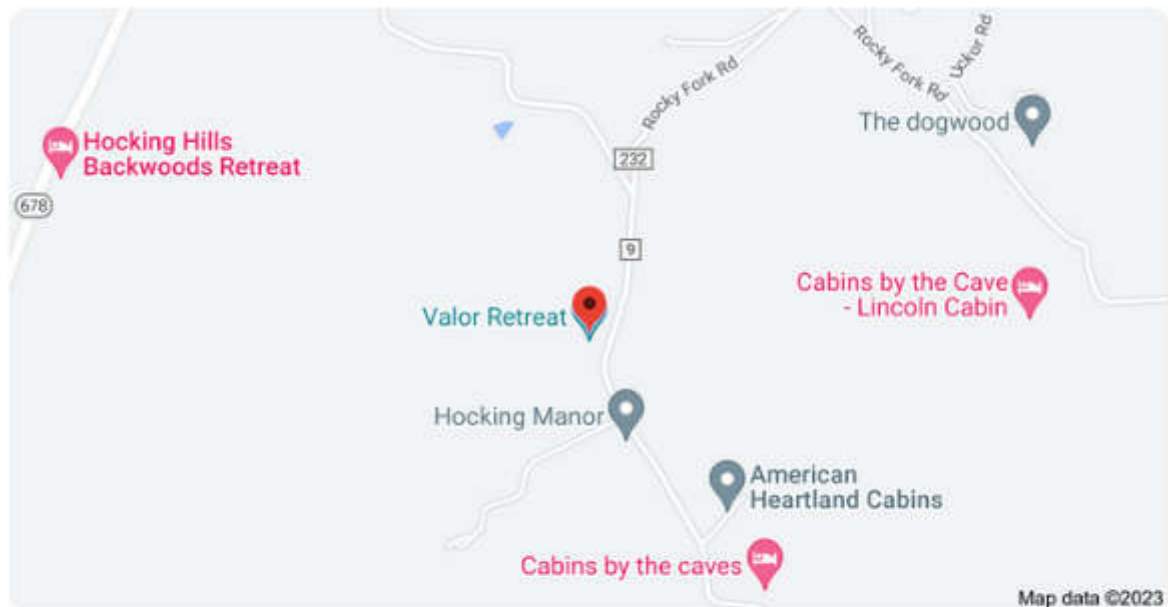 Uckor Rd
Rocky Fork Rd
Rocky Fork Rd
The dogwood
Hocking Hills
Backwoods Retreat
232
678
9
Cabins by the Cave
- Lincoln Cabin
Valor Retreat
Hocking Manor
American
Heartland Cabins
Cabins by the caves
Map data ©2023